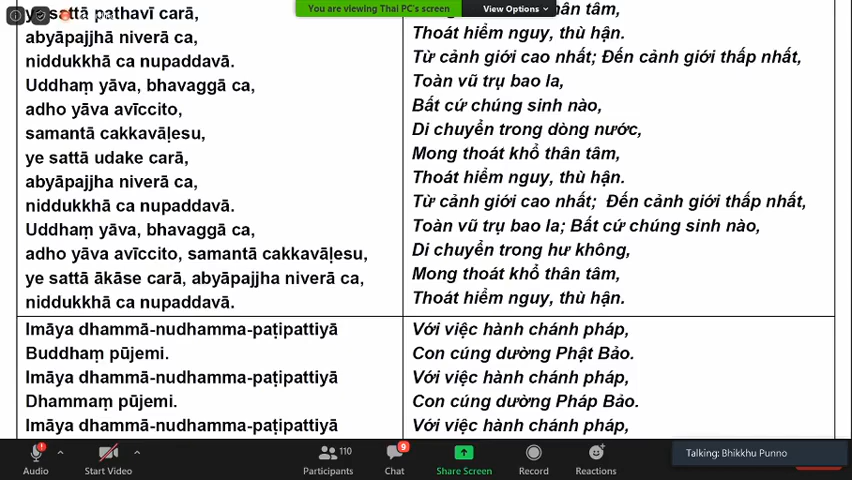 You are viewing Thai PC's screen
View Options
ye sattā paṭhavī carā,
abyāpajjhā niverā ca,
niddukkhā ca nupaddavā.
Uddhaṃ yāva, bhavaggā ca,
adho yāva avīccito,
samantā cakkavāḷesu,
ye sattā udake carā,
abyāpajjha niverā ca,
niddukkhā ca nupaddavā.
Uddhaṃ yāva, bhavaggā ca,
adho yāva avīccito, samantā cakkavāḷesu,
ye sattā ākāse carā, abyāpajjha niverā ca,
niddukkhā ca nupaddavā.
thân tâm,
Thoát hiểm nguy, thù hận.
Từ cảnh giới cao nhất; Đến cảnh giới thấp nhất,
Toàn vũ trụ bao la,
Bất cứ chúng sinh nào,
Di chuyển trong dòng nước,
Mong thoát khổ thân tâm,
Thoát hiểm nguy, thù hận.
Từ cảnh giới cao nhất; Đến cảnh giới thấp nhất,
Toàn vũ trụ bao la; Bất cứ chúng sinh nào,
Di chuyển trong hư không,
Mong thoát khổ thân tâm,
Thoát hiểm nguy, thù hận.
Imāya dhammā-nudhamma-paṭipattiyā
Buddhaṃ pūjemi.
Imāya dhammā-nudhamma-paṭipattiyā
Dhammaṃ pūjemi.
Imāya dhammā-nudhamma-paṭipattiyā
Với việc hành chánh pháp,
Con cúng dường Phật Bảo.
Với việc hành chánh pháp,
Con cúng dường Pháp Bảo.
Với việc hành chánh pháp,
Audio
Start Video
Participants
110
Chat
9
Share Screen
Record
Reactions
Talking: Bhikkhu Punno